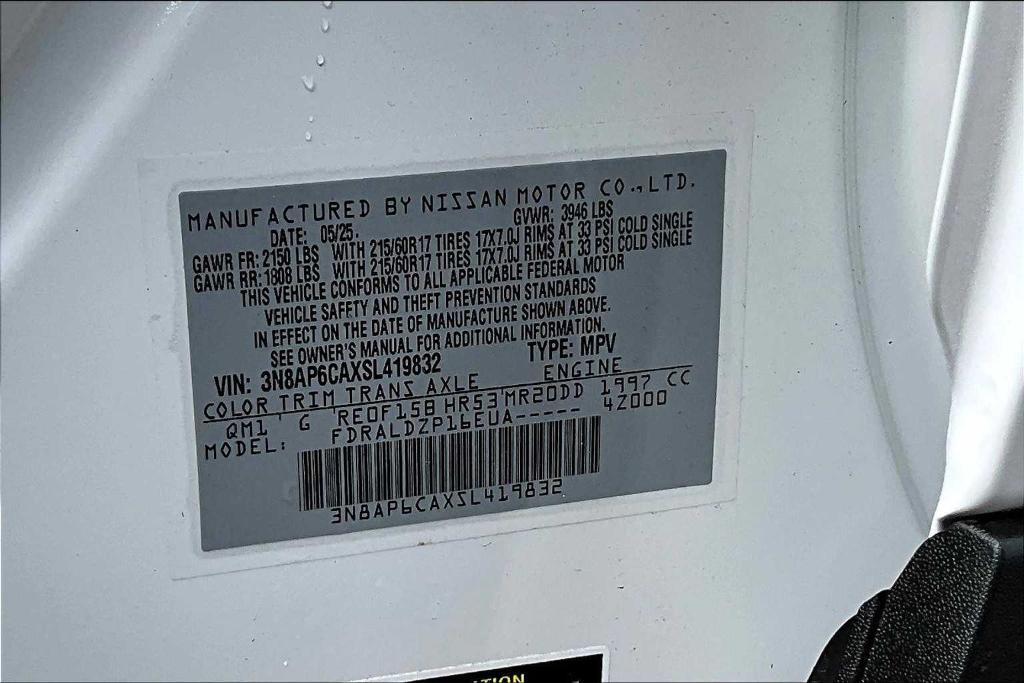 MANUFACTURED BY NISSAN MOTOR CO.,LTD.
DATE: 05/25. GVWR: 3946 LBS
GAWR FR: 2150 LBS WITH 215/60R17 TIRES 17X7.0J RIMS AT 33 PSI COLD SINGLE
GAWR RR: 1808 LBS WITH 215/60R17 TIRES 17X7.0J RIMS AT 33 PSI COLD SINGLE
THIS VEHICLE CONFORMS TO ALL APPLICABLE FEDERAL MOTOR
VEHICLE SAFETY AND THEFT PREVENTION STANDARDS
IN EFFECT ON THE DATE OF MANUFACTURE SHOWN ABOVE.
SEE OWNER'S MANUAL FOR ADDITIONAL INFORMATION.
VIN: 3N8AP6CAXSL419832 TYPE: MPV
COLOR TRIM TRANS AXLE ENGINE
QM1 G RE0F15B HR53 MR20DD 1997 CC
MODEL: FDRALDZP16EUA----- 42000
3N8AP6CAXSL419832